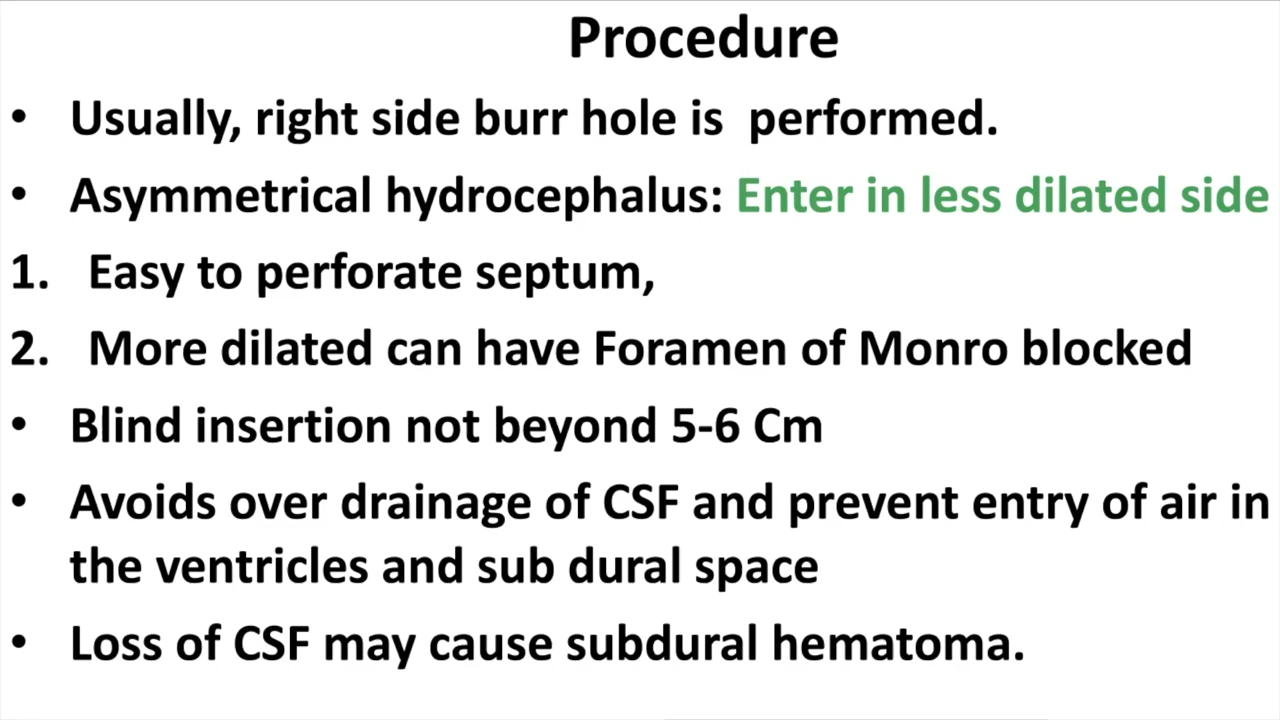 Procedure
• Usually, right side burr hole is  performed.
• Asymmetrical hydrocephalus: Enter in less dilated side
1. Easy to perforate septum,
2. More dilated can have Foramen of Monro blocked
• Blind insertion not beyond 5-6 Cm
• Avoids over drainage of CSF and prevent entry of air in
the ventricles and sub dural space
• Loss of CSF may cause subdural hematoma.